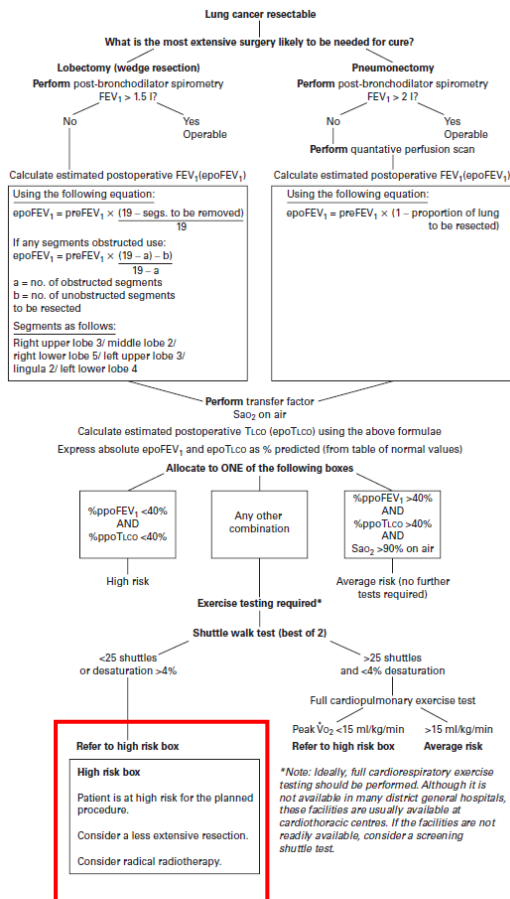 Lung cancer resectable
What is the most extensive surgery likely to be needed for cure?
Lobectomy (wedge resection)
Perform post-bronchodilator spirometry
FEV1 > 1.5 l?
No
Yes
Operable
Pneumonectomy
Perform post-bronchodilator spirometry
FEV1 > 2 l?
No
Yes
Operable
Perform quantative perfusion scan
Calculate estimated postoperative FEV1(epoFEV1)
Using the following equation:
epoFEV1 = preFEV1 × (19 – segs. to be removed)
19
If any segments obstructed use:
epoFEV1 = preFEV1 × (19 – a) – b)
19 – a
a = no. of obstructed segments
b = no. of unobstructed segments
to be resected
Segments as follows:
Right upper lobe 3/ middle lobe 2/
right lower lobe 5/ left upper lobe 3/
lingula 2/ left lower lobe 4
Calculate estimated postoperative FEV1(epoFEV1)
Using the following equation:
epoFEV1 = preFEV1 × (1 – proportion of lung
to be resected)
Perform transfer factor
Sao2 on air
Calculate estimated postoperative TLCO (epoTLCO) using the above formulae
Express absolute epoFEV1 and epoTLCO as % predicted (from table of normal values)
Allocate to ONE of the following boxes
%ppoFEV1 <40%
AND
%ppoTLCO <40%
Any other
combination
%ppoFEV1 >40%
AND
%ppoTLCO >40%
AND
Sao2 >90% on air
High risk
Average risk (no further
tests required)
Exercise testing required*
Shuttle walk test (best of 2)
<25 shuttles
or desaturation >4%
>25 shuttles
and <4% desaturation
Full cardiopulmonary exercise test
Peak V̇o2 <15 ml/kg/min
Refer to high risk box
>15 ml/kg/min
Average risk
Refer to high risk box
High risk box
Patient is at high risk for the planned
procedure.
Consider a less extensive resection.
Consider radical radiotherapy.
*Note: Ideally, full cardiorespiratory exercise
testing should be performed. Although it is
not available in many district general hospitals,
these facilities are usually available at
cardiothoracic centres. If the facilities are not
readily available, consider a screening
shuttle test.